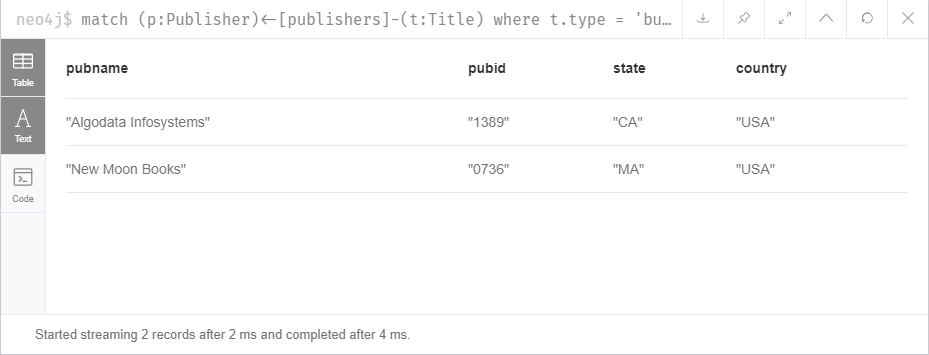 neo4j$ match (p:Publisher)<-[publishers]-(t:Title) where t.type = 'bu…
Table
Text
Code
pubname pubid state country
"Algodata Infosystems" "1389" "CA" "USA"
"New Moon Books" "0736" "MA" "USA"
Started streaming 2 records after 2 ms and completed after 4 ms.